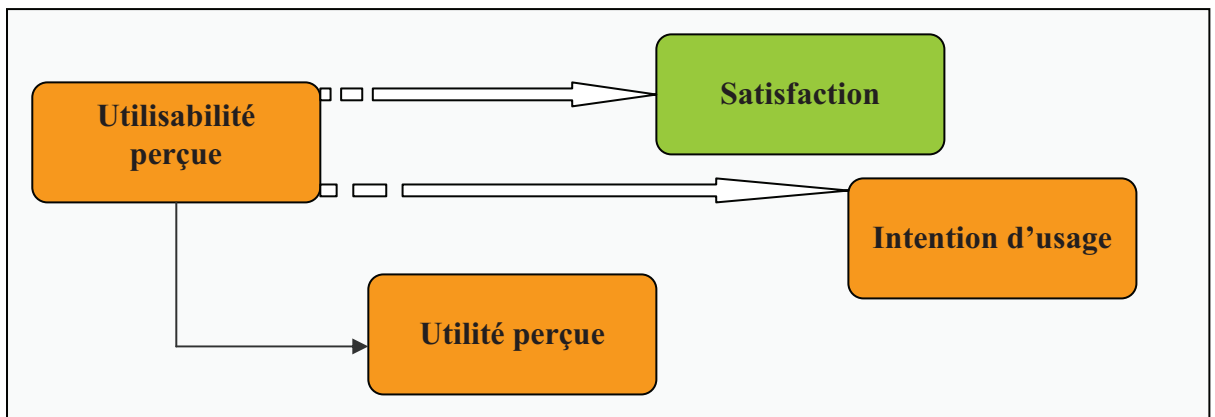 Utilisabilité
perçue
Satisfaction
Intention d’usage
Utilité perçue